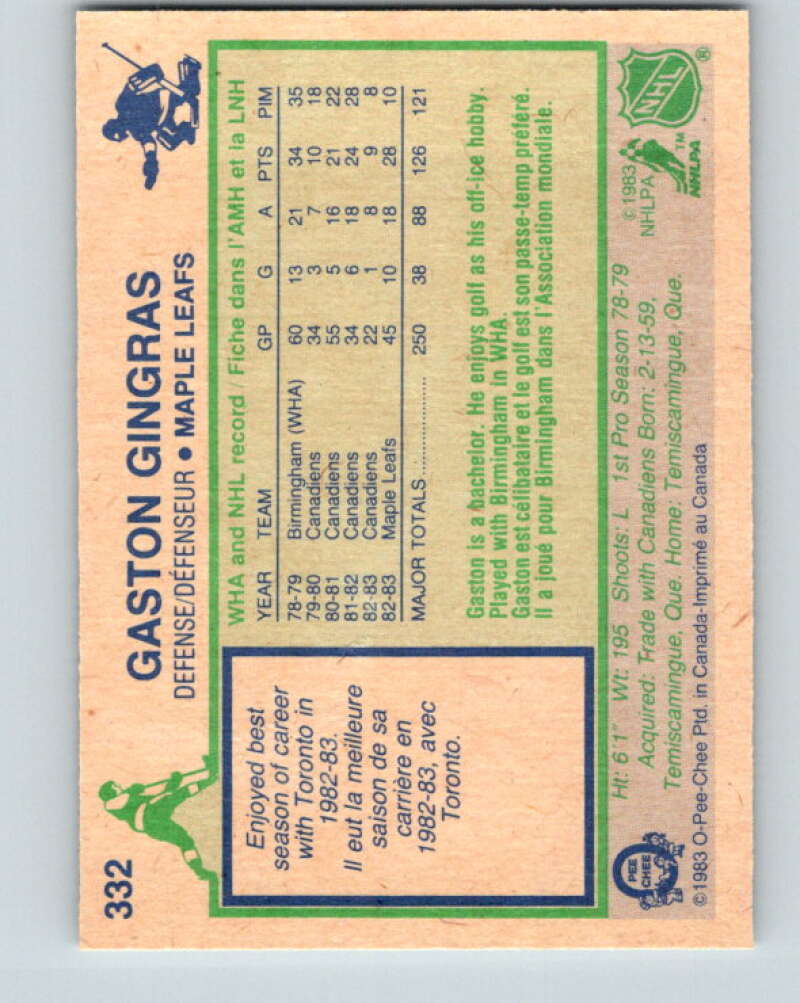 332
GASTON GINGRAS
DEFENSE/DÉFENSEUR • MAPLE LEAFS
Enjoyed best
season of career
with Toronto in
1982-83.
Il eut la meilleure
saison de sa
carrière en
1982-83, avec
Toronto.
WHA and NHL record / Fiche dans l'AMH et la LNH
YEAR TEAM GP G A PTS PIM
78-79 Birmingham (WHA) 60 13 21 34 35
79-80 Canadiens 34 3 7 10 18
80-81 Canadiens 55 5 16 21 22
81-82 Canadiens 34 6 18 24 28
82-83 Canadiens 22 1 8 9 8
82-83 Maple Leafs 45 10 18 28 10
MAJOR TOTALS .................... 250 38 88 126 121
Gaston is a bachelor. He enjoys golf as his off-ice hobby.
Played with Birmingham in WHA.
Gaston est célibataire et le golf est son passe-temp préféré.
Il a joué pour Birmingham dans l'Association mondiale.
Ht: 6'1" Wt: 195 Shoots: L 1st Pro Season 78-79
Acquired: Trade with Canadiens Born: 2-13-59,
Temiscamingue, Que. Home: Temiscamingue, Que.
©1983 O-Pee-Chee Ptd. in Canada-Imprimé au Canada
O
PEE
CHEE
©1983
NHLPA
NHL
®
TM
NHLPA